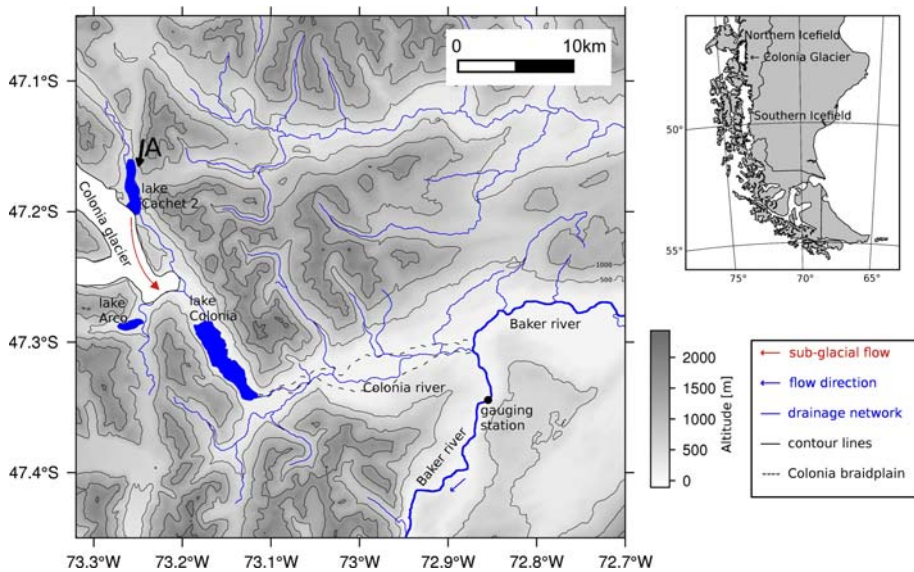 0 10km
47.1°S
47.2°S
47.3°S
47.4°S
A
lake
Cachet 2
Colonia glacier
lake
Arco
lake
Colonia
1000
500
Baker river
Colonia river
gauging
station
Baker river
73.3°W 73.2°W 73.1°W 73°W 72.9°W 72.8°W 72.7°W
Northern Icefield
Colonia Glacier
Southern Icefield
50°
55°
75° 70° 65°
2000
1500
1000
500
0
Altitude [m]
sub-glacial flow
flow direction
drainage network
contour lines
Colonia braidplain